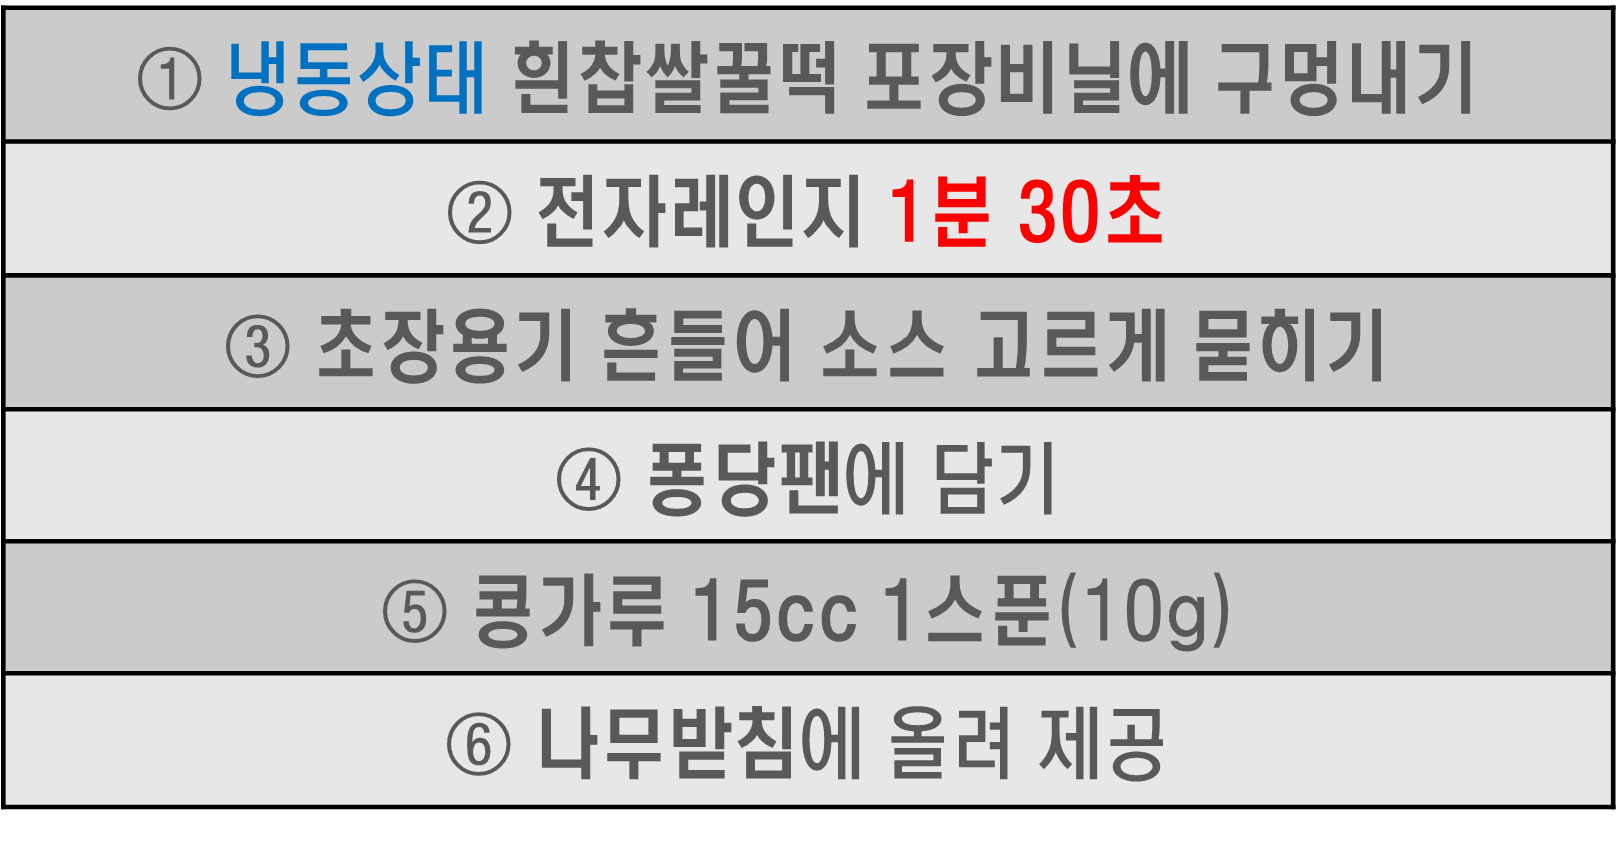 ① 냉동상태 흰찹쌀꿀떡 포장비닐에 구멍내기
② 전자레인지 1분 30초
③ 초장용기 흔들어 소스 고르게 묻히기
④ 퐁당팬에 담기
⑤ 콩가루 15cc 1스푼(10g)
⑥ 나무받침에 올려 제공